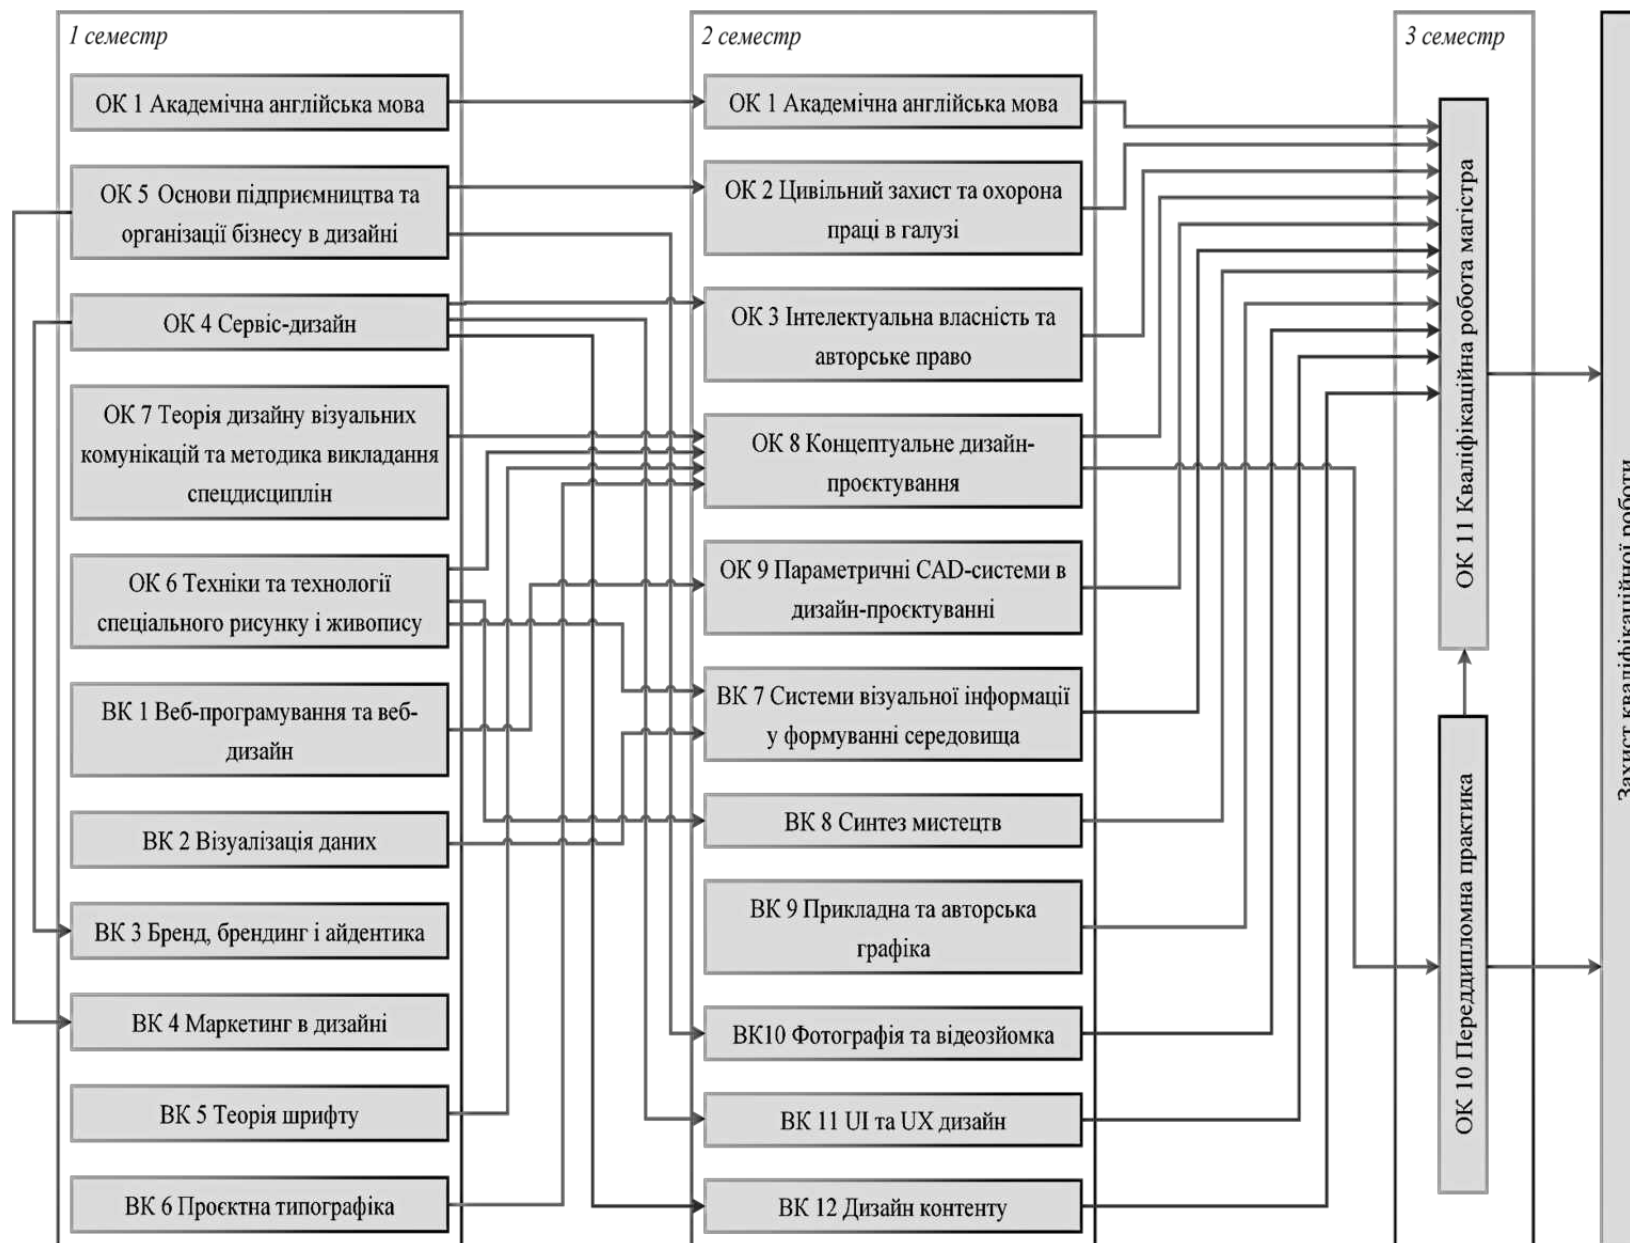 1 семестр
ОК 1 Академічна англійська мова
ОК 5 Основи підприємництва та
організації бізнесу в дизайні
ОК 4 Сервіс-дизайн
ОК 7 Теорія дизайну візуальних
комунікацій та методика викладання
спецдисциплін
ОК 6 Техніки та технології
спеціального рисунку і живопису
ВК 1 Веб-програмування та веб-
дизайн
ВК 2 Візуалізація даних
ВК 3 Бренд, брендинг і айдентика
ВК 4 Маркетинг в дизайні
ВК 5 Теорія шрифту
ВК 6 Проєктна типографіка
2 семестр
ОК 1 Академічна англійська мова
ОК 2 Цивільний захист та охорона
праці в галузі
ОК 3 Інтелектуальна власність та
авторське право
ОК 8 Концептуальне дизайн-
проєктування
ОК 9 Параметричні CAD-системи в
дизайн-проєктуванні
ВК 7 Системи візуальної інформації
у формуванні середовища
ВК 8 Синтез мистецтв
ВК 9 Прикладна та авторська
графіка
ВК10 Фотографія та відеозйомка
ВК 11 UI та UX дизайн
ВК 12 Дизайн контенту
3 семестр
ОК 11 Кваліфікаційна робота магістра
ОК 10 Переддипломна практика
Захист кваліфікаційної роботи